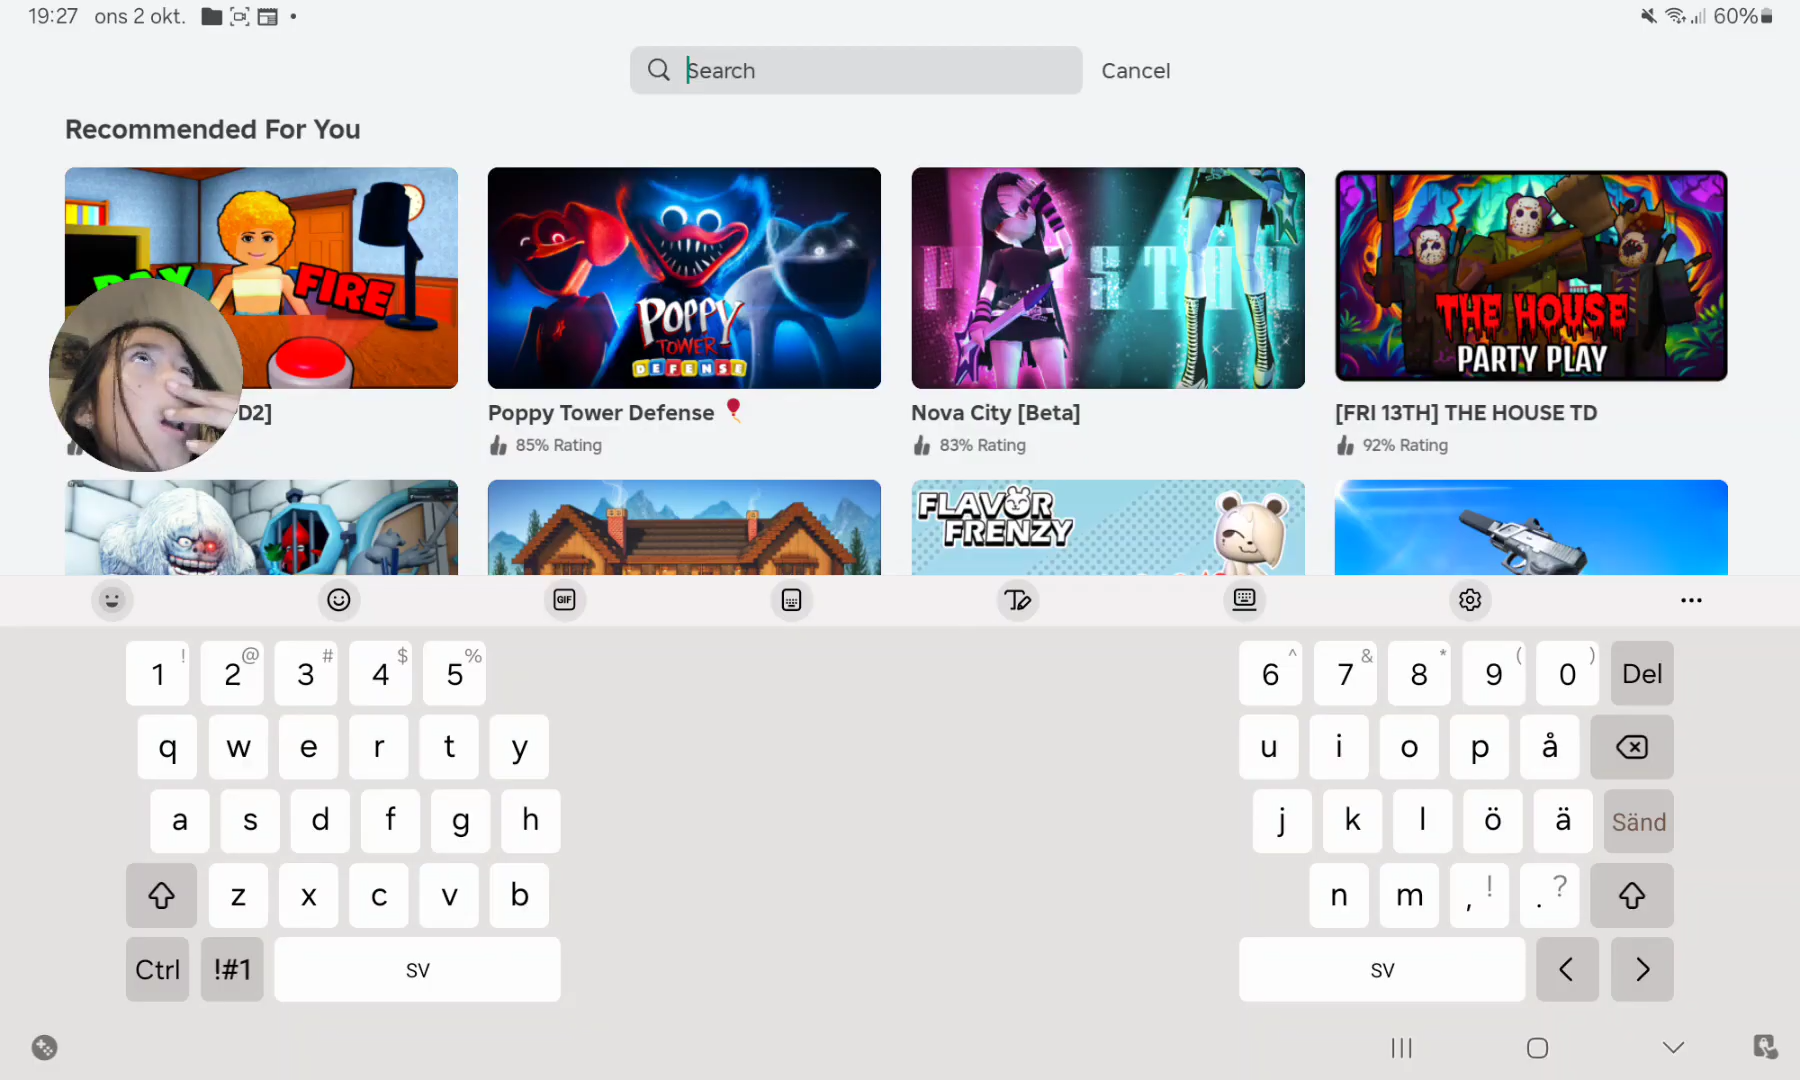 19:27 ons 2 okt.
60%
Search
Cancel
Recommended For You
PAY
FIRE
D2]
POPPY
TOWER
DEFENSE
THE HOUSE
PARTY PLAY
Poppy Tower Defense
85% Rating
Nova City [Beta]
83% Rating
[FRI 13TH] THE HOUSE TD
92% Rating
FLAVOR
FRENZY
GIF
1 ! 2 @ 3 # 4 $ 5 % 6 ^ 7 & 8 * 9 ( 0 ) Del
q w e r t y u i o p å
a s d f g h j k l ö ä Sänd
z x c v b n m , ! . ?
Ctrl !#1 SV SV < >